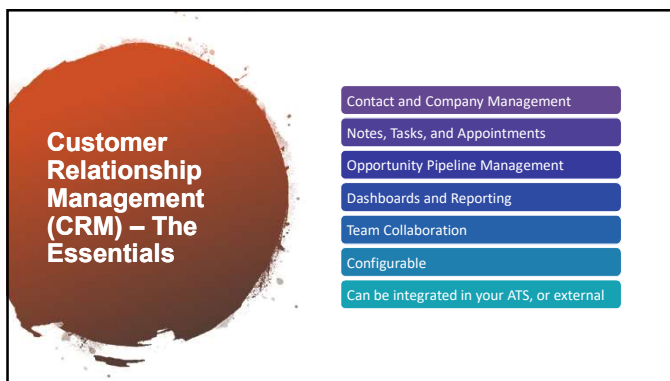 Customer
Relationship
Management
(CRM) – The
Essentials
Contact and Company Management
Notes, Tasks, and Appointments
Opportunity Pipeline Management
Dashboards and Reporting
Team Collaboration
Configurable
Can be integrated in your ATS, or external